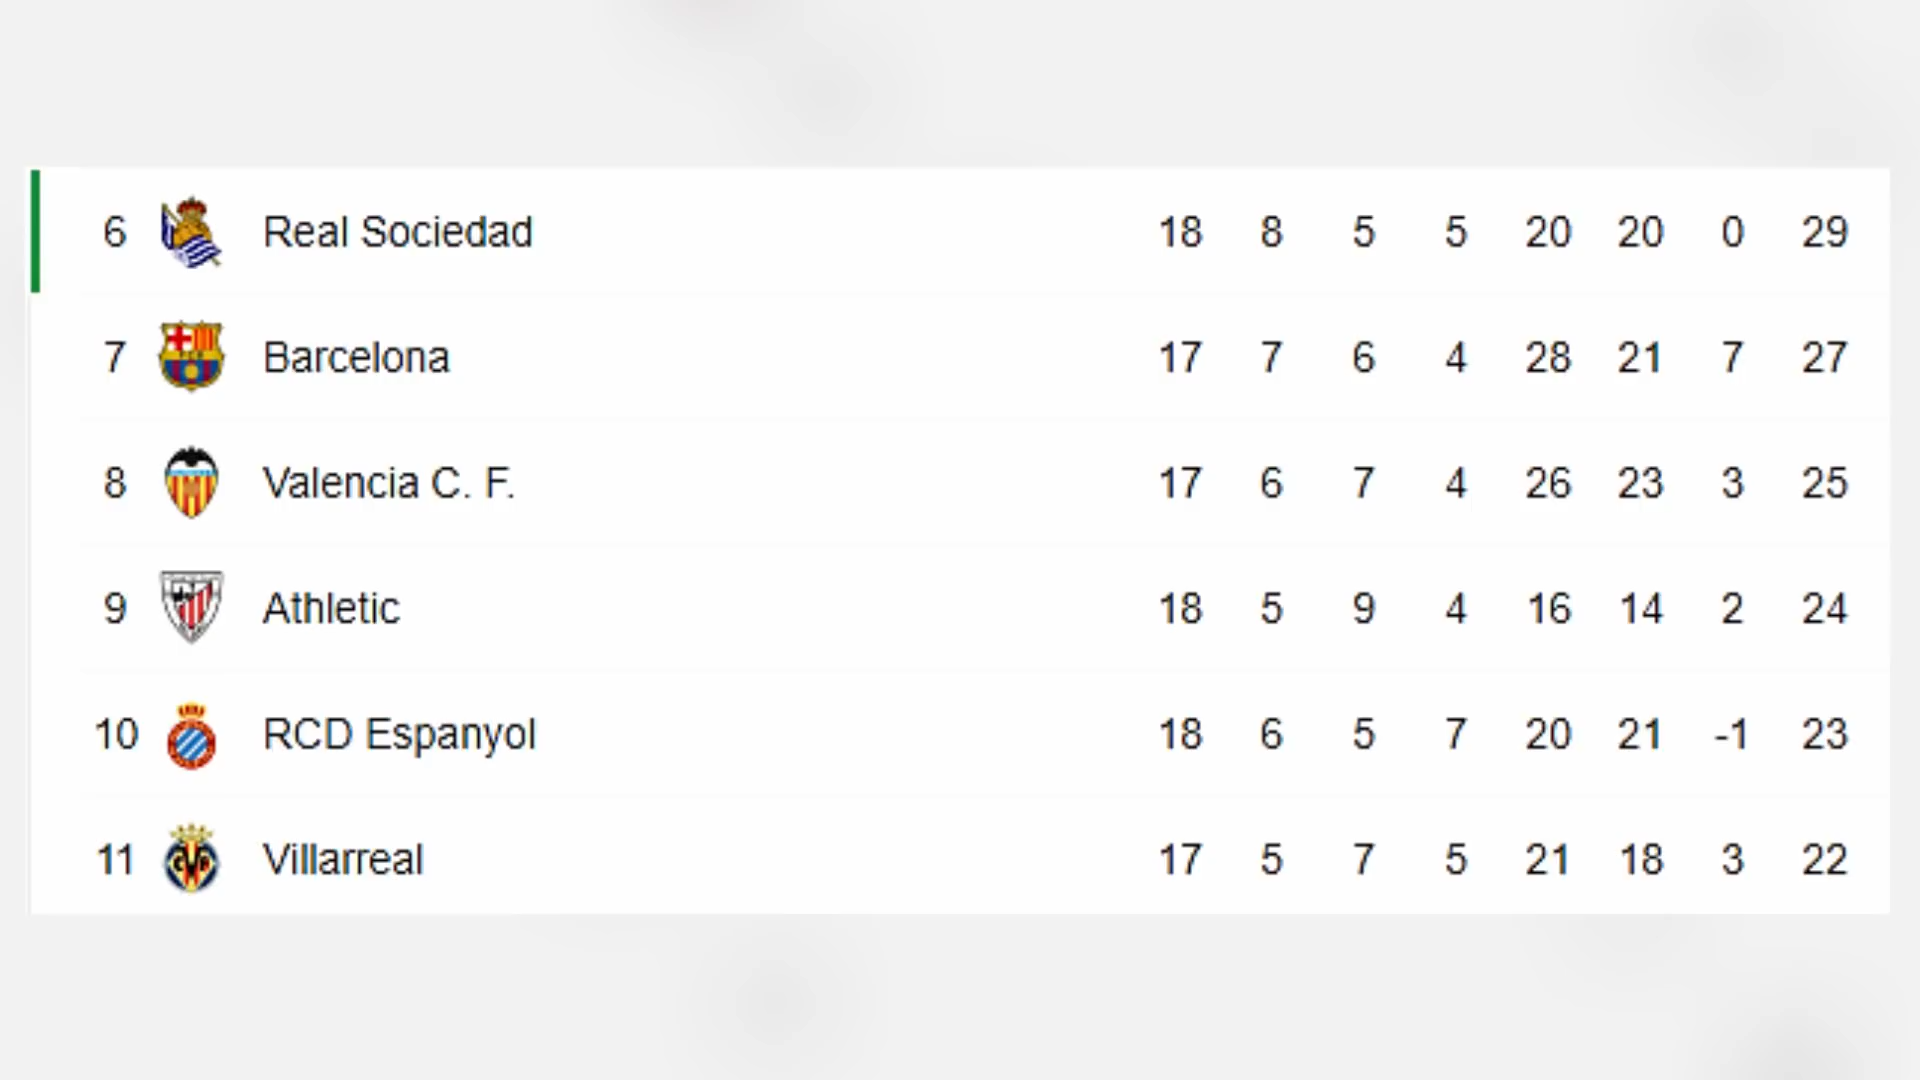 6 Real Sociedad 18 8 5 5 20 20 0 29
7 Barcelona 17 7 6 4 28 21 7 27
8 Valencia C. F. 17 6 7 4 26 23 3 25
9 Athletic 18 5 9 4 16 14 2 24
10 RCD Espanyol 18 6 5 7 20 21 -1 23
11 Villarreal 17 5 7 5 21 18 3 22